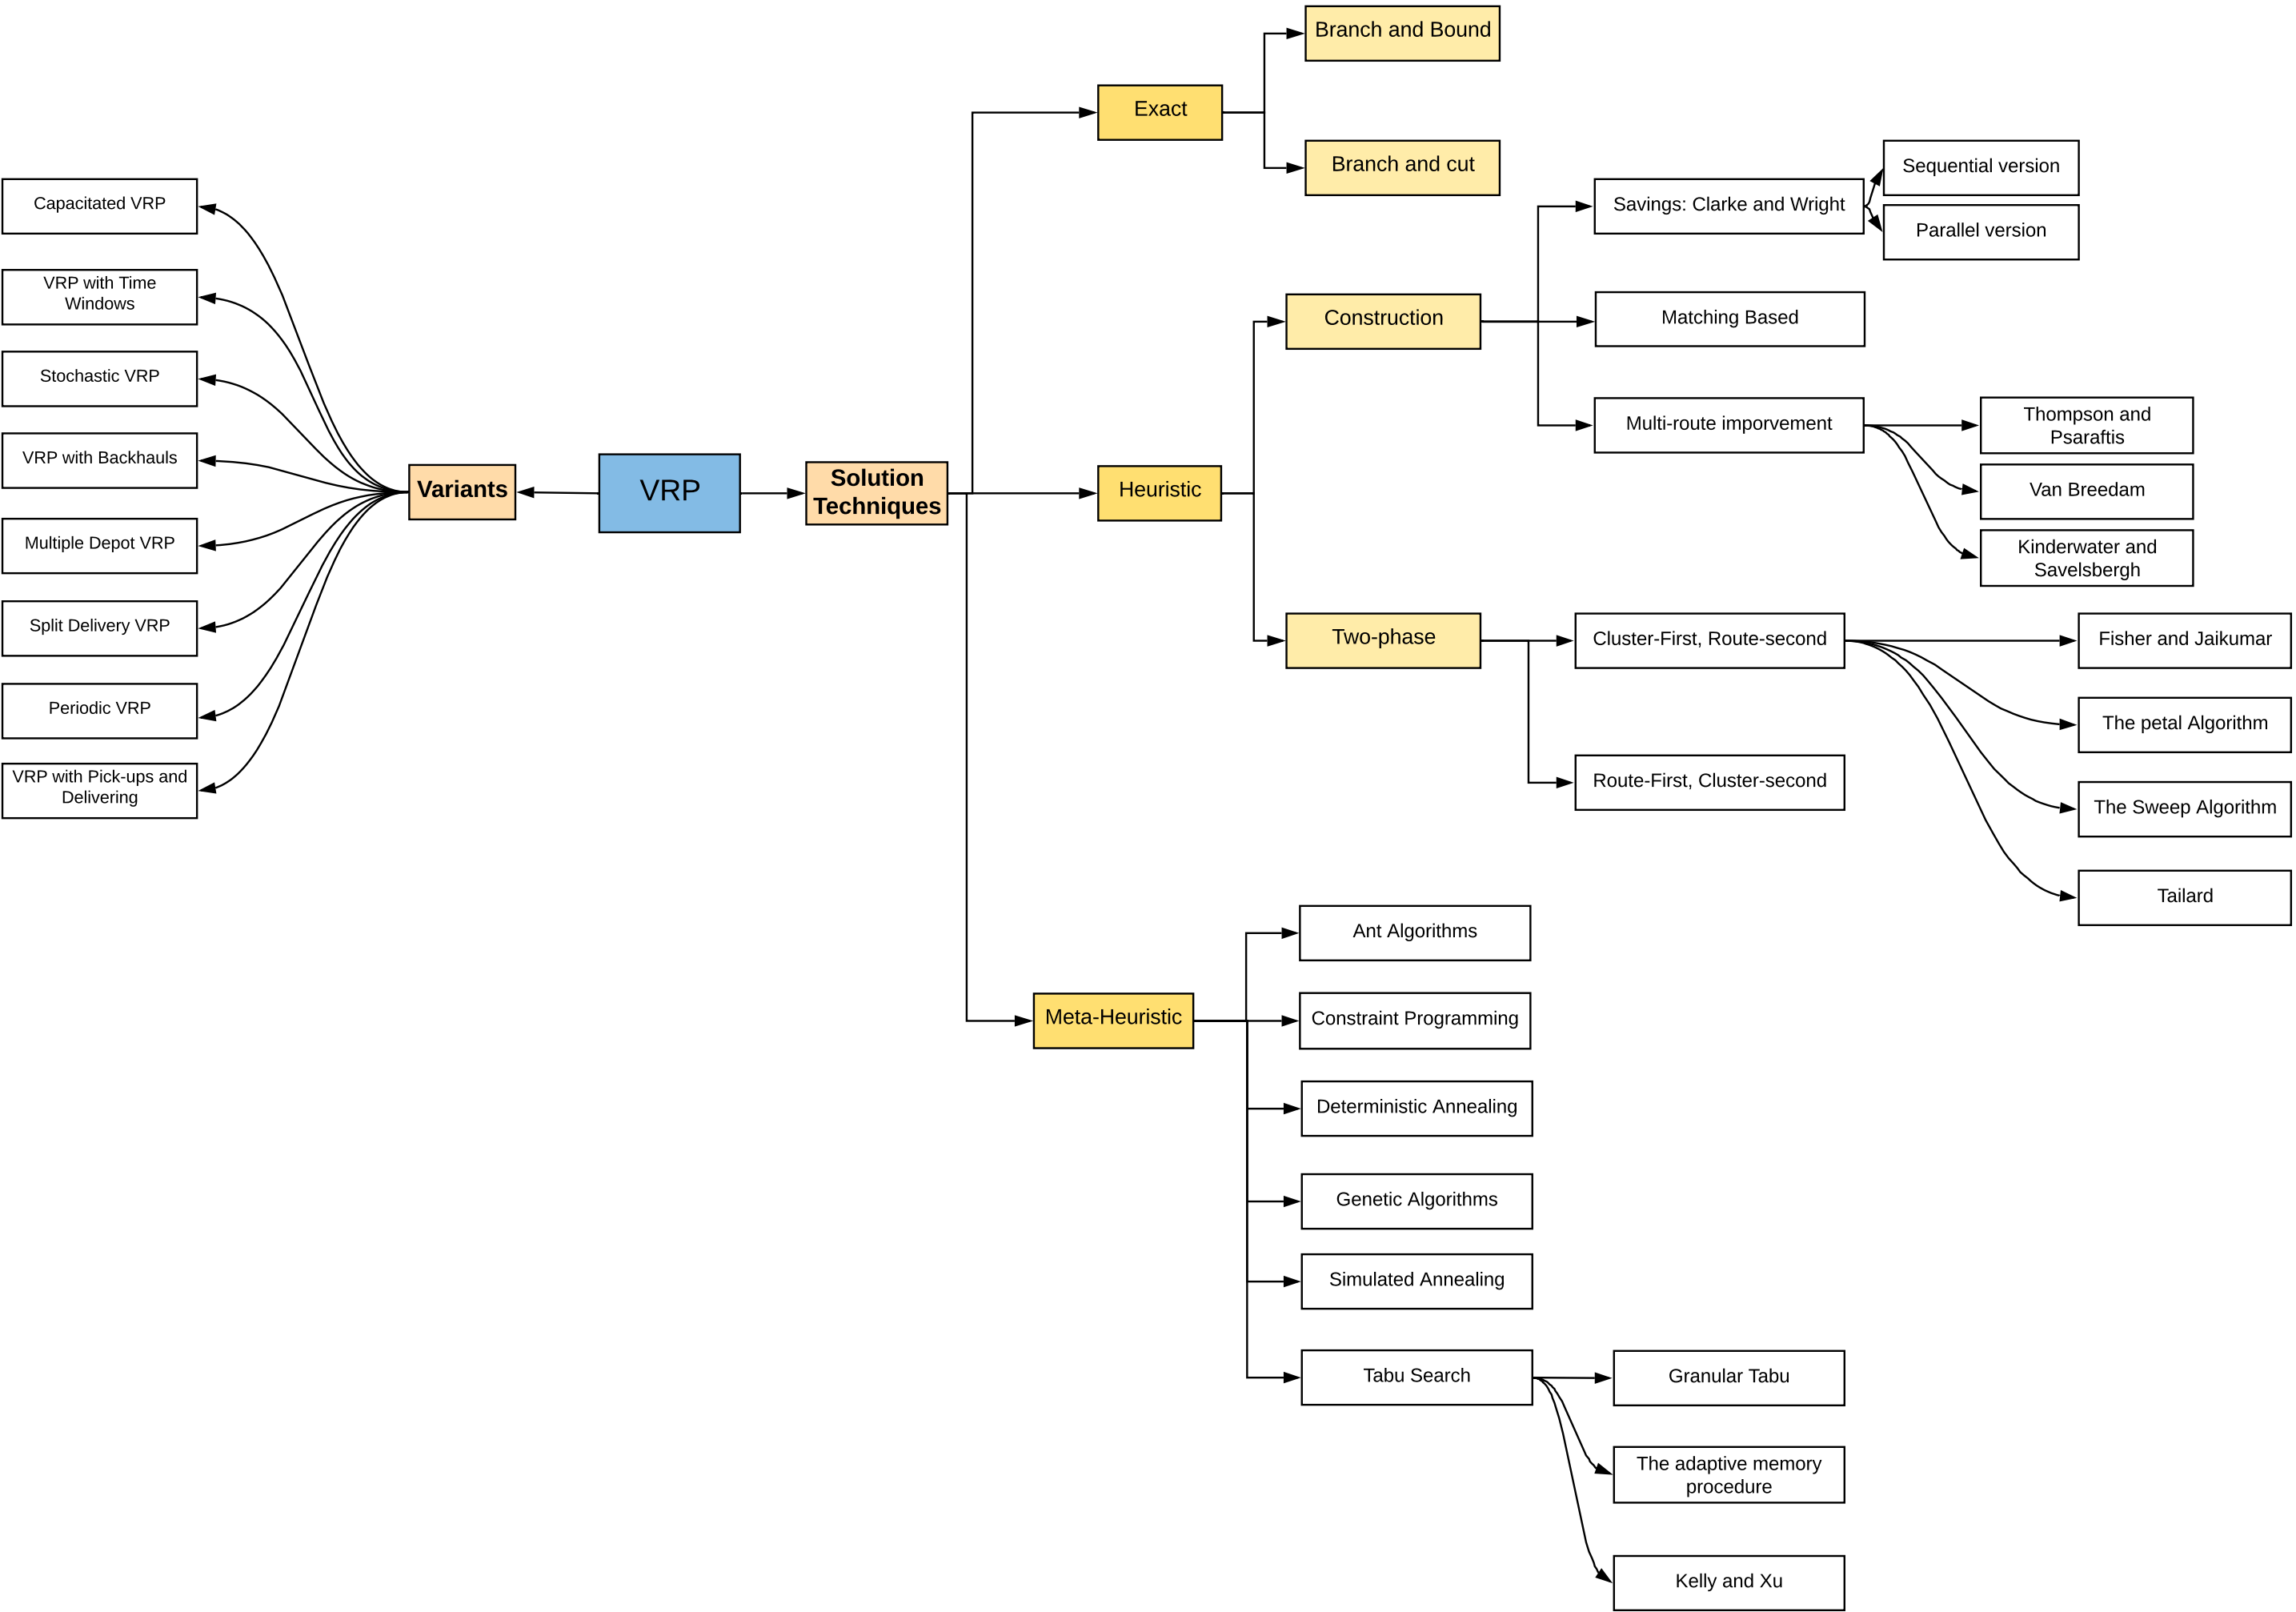 Branch and Bound
Exact
Branch and cut
Capacitated VRP
VRP with Time
Windows
Stochastic VRP
VRP with Backhauls
Multiple Depot VRP
Split Delivery VRP
Periodic VRP
VRP with Pick-ups and
Delivering
Variants
VRP
Solution
Techniques
Heuristic
Construction
Savings: Clarke and Wright
Sequential version
Parallel version
Matching Based
Multi-route imporvement
Thompson and
Psaraftis
Van Breedam
Kinderwater and
Savelsbergh
Two-phase
Cluster-First, Route-second
Fisher and Jaikumar
The petal Algorithm
The Sweep Algorithm
Tailard
Route-First, Cluster-second
Meta-Heuristic
Ant Algorithms
Constraint Programming
Deterministic Annealing
Genetic Algorithms
Simulated Annealing
Tabu Search
Granular Tabu
The adaptive memory
procedure
Kelly and Xu